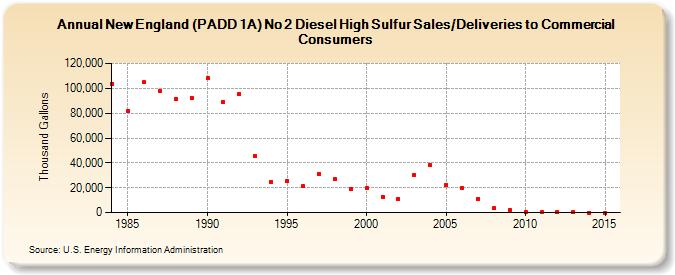 Annual New England (PADD 1A) No 2 Diesel High Sulfur Sales/Deliveries to Commercial
Consumers
Thousand Gallons
120,000
100,000
80,000
60,000
40,000
20,000
0
1985 1990 1995 2000 2005 2010 2015
Source: U.S. Energy Information Administration